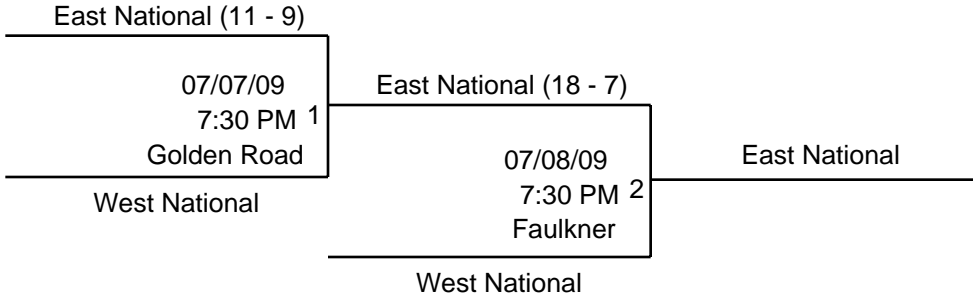 East National (11 - 9)
07/07/09
7:30 PM 1
Golden Road
West National
East National (18 - 7)
07/08/09
7:30 PM 2
Faulkner
West National
East National